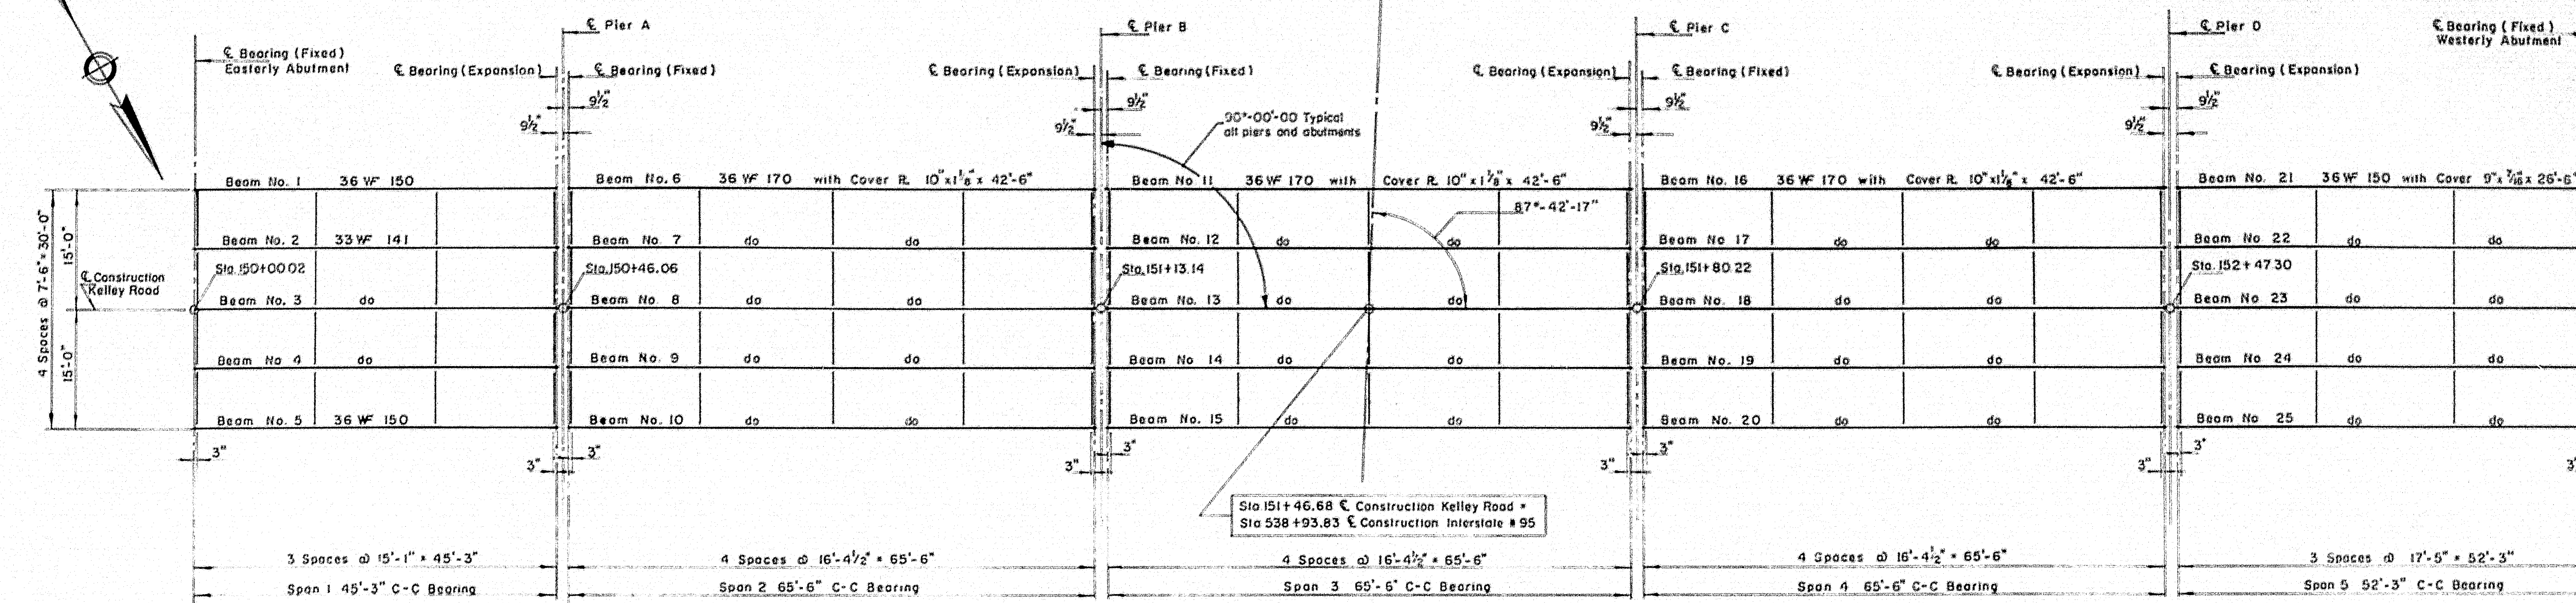 ℄ Pier A
℄ Pier B
℄ Pier C
℄ Pier D
℄ Bearing (Fixed)
Easterly Abutment
℄ Bearing (Fixed)
Westerly Abutment
℄ Bearing (Expansion)
℄ Bearing (Fixed)
℄ Bearing (Expansion)
℄ Bearing (Fixed)
℄ Bearing (Expansion)
℄ Bearing (Fixed)
℄ Bearing (Expansion)
℄ Bearing (Expansion)
9½"
9½"
9½"
9½"
9½"
9½"
9½"
9½"
90°-00'-00 Typical
all piers and abutments
Beam No. 1 36 WF 150
Beam No. 6 36 WF 170 with Cover PL 10"x1⅛"x 42'-6"
Beam No 11 36 WF 170 with Cover PL 10"x1⅛"x 42'-6"
Beam No. 16 36 WF 170 with Cover PL 10"x1⅛"x 42'-6"
Beam No. 21 36 WF 150 with Cover 9"x 7/16 x 26'-6"
87°-42'-17"
4 Spaces @ 7'-6" = 30'-0"
15'-0"
15'-0"
Beam No. 2 33 WF 141
Beam No. 7 do do
Beam No. 12 do do
Beam No 17 do do
Beam No 22 do do
℄ Construction
Kelley Road
Sta. 150+00.02
Sta. 150+46.06
Sta. 151+13.14
Sta. 151+80.22
Sta. 152+47.30
Beam No. 3 do
Beam No. 8 do do
Beam No. 13 do do
Beam No. 18 do do
Beam No 23 do do
Beam No 4 do
Beam No. 9 do do
Beam No 14 do do
Beam No. 19 do do
Beam No 24 do do
Beam No. 5 36 WF 150
Beam No. 10 do do
Beam No. 15 do do
Beam No. 20 do do
Beam No 25 do do
3"
3"
3"
3"
3"
3"
3"
3"
3"
3"
Sta 151+46.68 ℄ Construction Kelley Road =
Sta 538+93.83 ℄ Construction Interstate # 95
3 Spaces @ 15'-1" = 45'-3"
4 Spaces @ 16'-4½" = 65'-6"
4 Spaces @ 16'-4½" = 65'-6"
4 Spaces @ 16'-4½" = 65'-6"
3 Spaces @ 17'-5" = 52'-3"
Span 1 45'-3" C-C Bearing
Span 2 65'-6" C-C Bearing
Span 3 65'-6" C-C Bearing
Span 4 65'-6" C-C Bearing
Span 5 52'-3" C-C Bearing